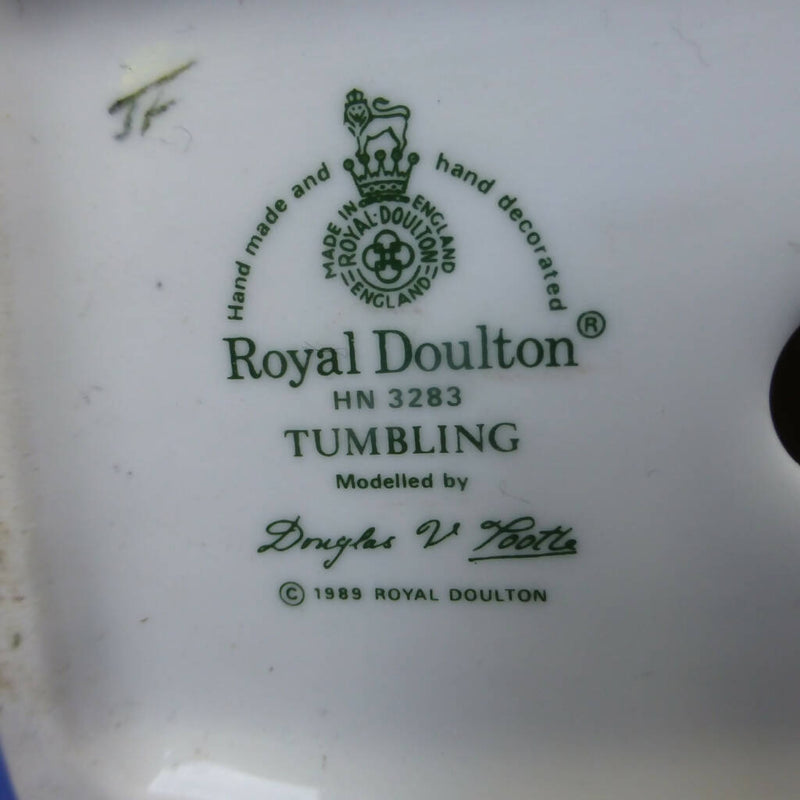 JF
Hand made and hand decorated
MADE IN ENGLAND
ROYAL·DOULTON
ENGLAND
Royal Doulton®
HN 3283
TUMBLING
Modelled by
Douglas V Tootle
© 1989 ROYAL DOULTON